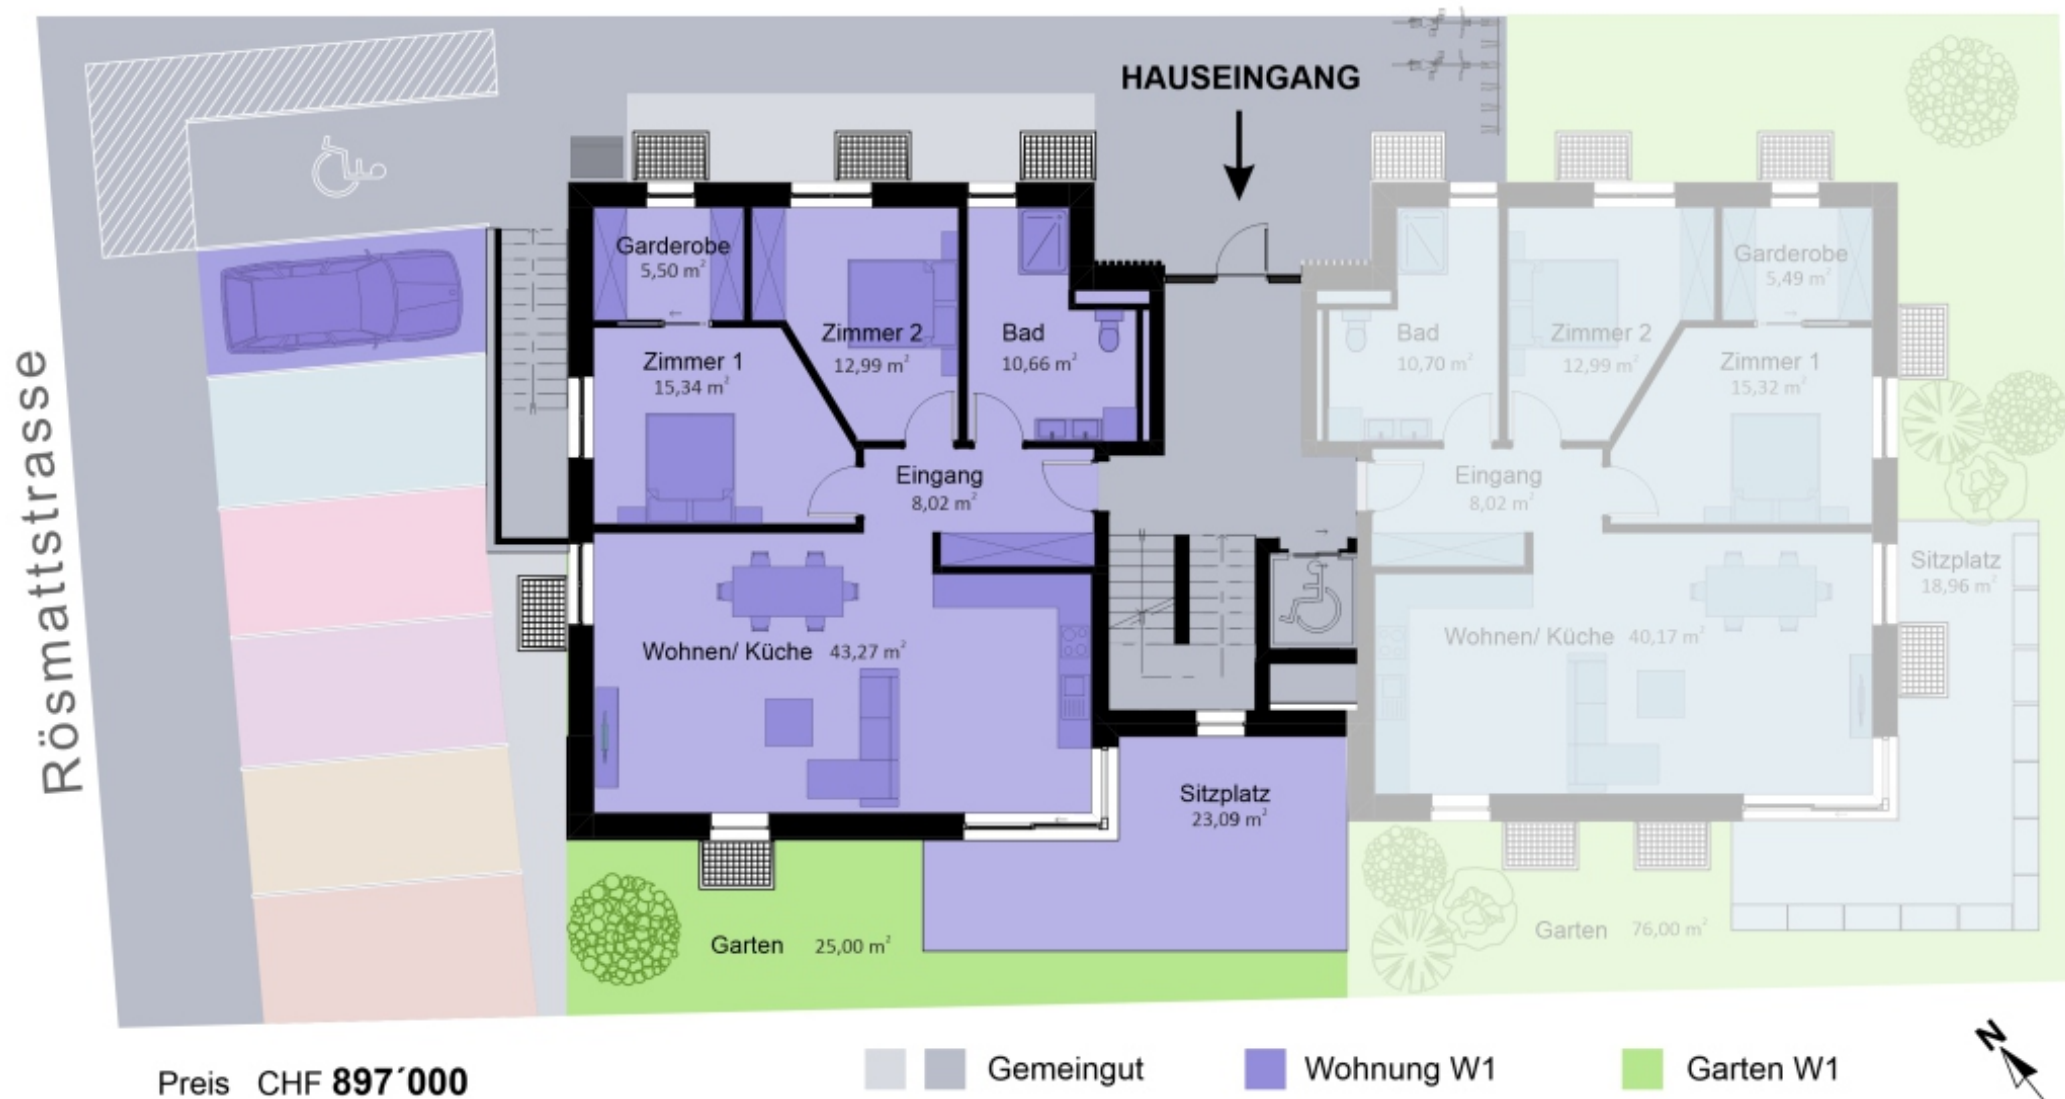 HAUSEINGANG
Garderobe
5,50 m²
Zimmer 2
12,99 m²
Bad
10,66 m²
Zimmer 1
15,34 m²
Eingang
8,02 m²
Wohnen/ Küche 43,27 m²
Sitzplatz
23,09 m²
Garten 25,00 m²
Bad
10,70 m²
Zimmer 2
12,99 m²
Garderobe
5,49 m²
Zimmer 1
15,32 m²
Eingang
8,02 m²
Wohnen/ Küche 40,17 m²
Sitzplatz
18,96 m²
Garten 76,00 m²
Rösmattstrasse
Preis CHF 897´000
Gemeingut
Wohnung W1
Garten W1
N